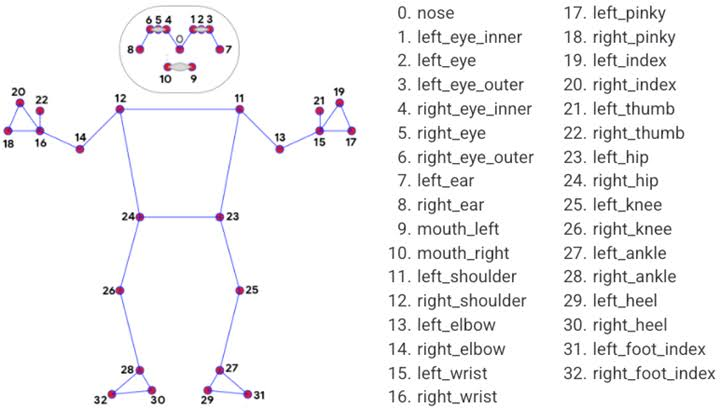 6 5 4 1 2 3
0
8 7
10 9
20 22 12 11 21 19
18 16 14 13 15 17
24 23
26 25
28 27
32 30 29 31
0. nose
1. left_eye_inner
2. left_eye
3. left_eye_outer
4. right_eye_inner
5. right_eye
6. right_eye_outer
7. left_ear
8. right_ear
9. mouth_left
10. mouth_right
11. left_shoulder
12. right_shoulder
13. left_elbow
14. right_elbow
15. left_wrist
16. right_wrist
17. left_pinky
18. right_pinky
19. left_index
20. right_index
21. left_thumb
22. right_thumb
23. left_hip
24. right_hip
25. left_knee
26. right_knee
27. left_ankle
28. right_ankle
29. left_heel
30. right_heel
31. left_foot_index
32. right_foot_index